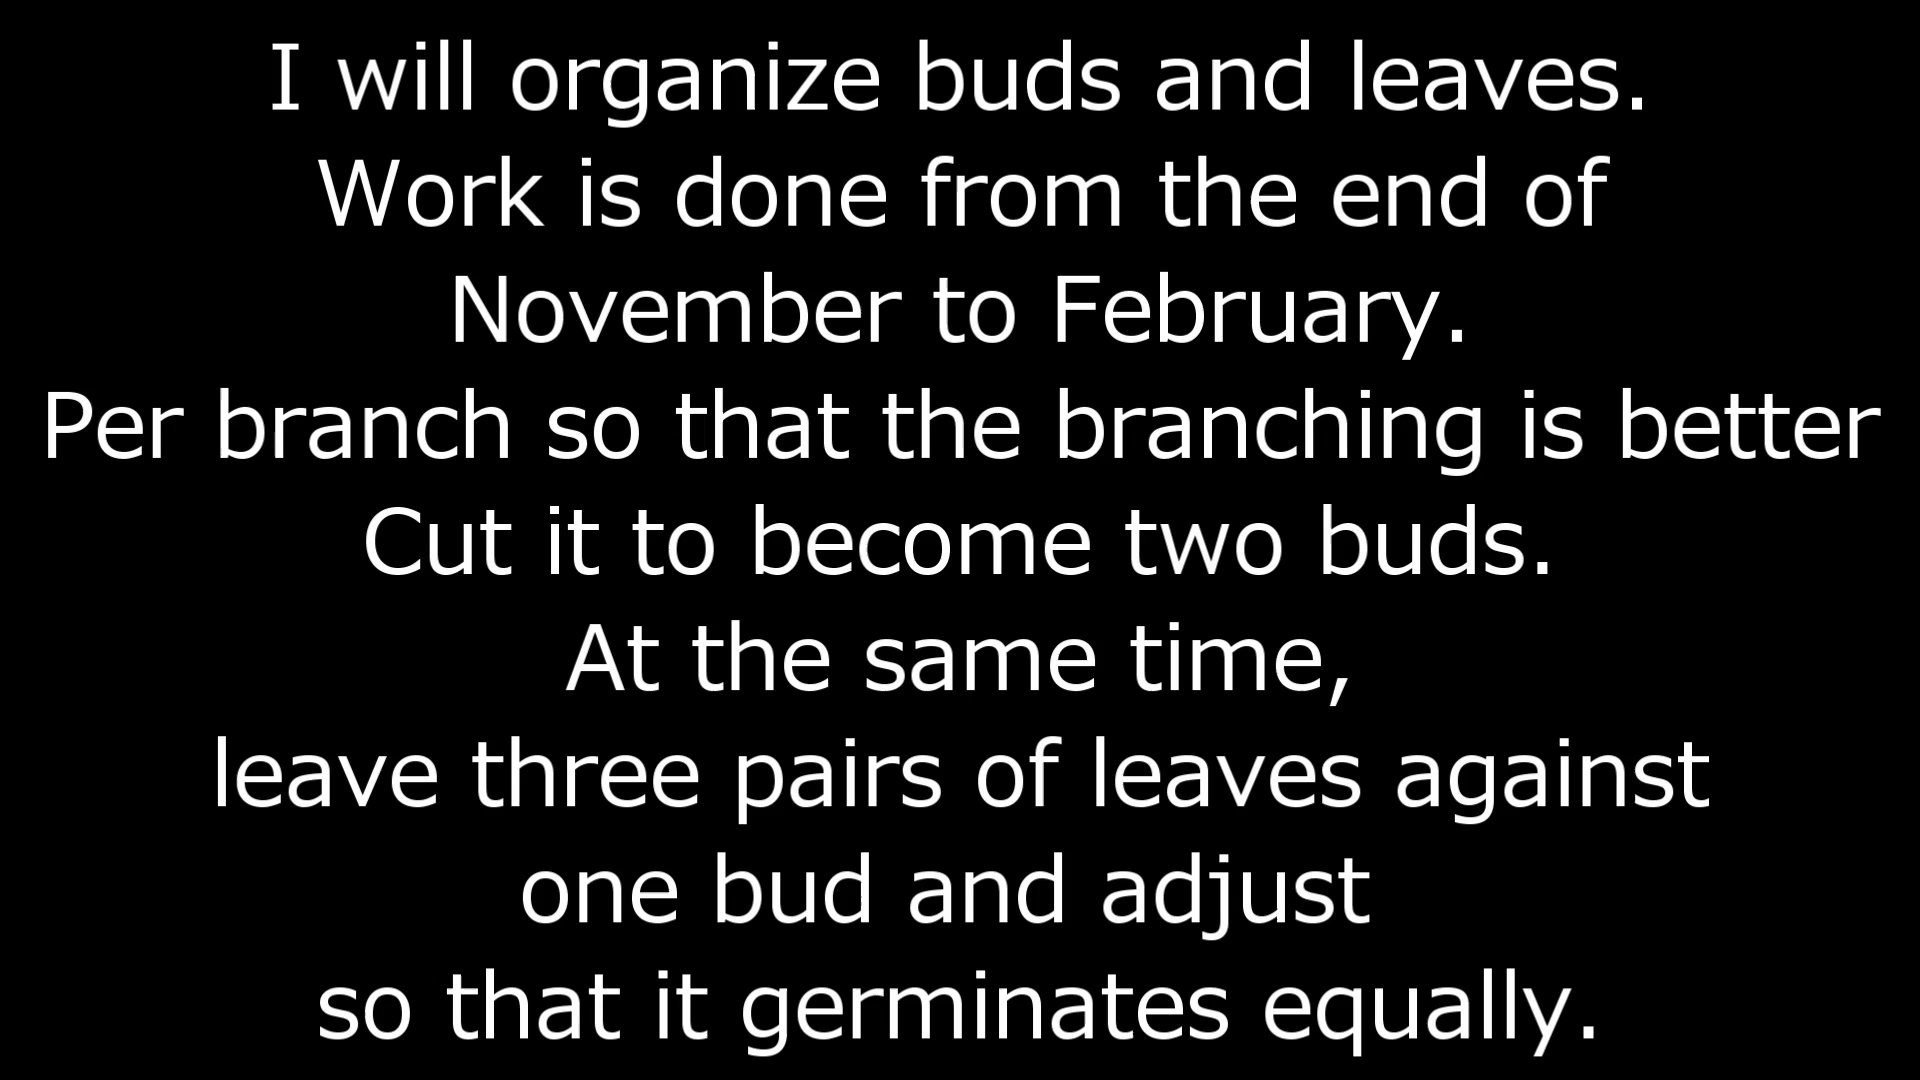 I will organize buds and leaves.
Work is done from the end of
November to February.
Per branch so that the branching is better
Cut it to become two buds.
At the same time,
leave three pairs of leaves against
one bud and adjust
so that it germinates equally.